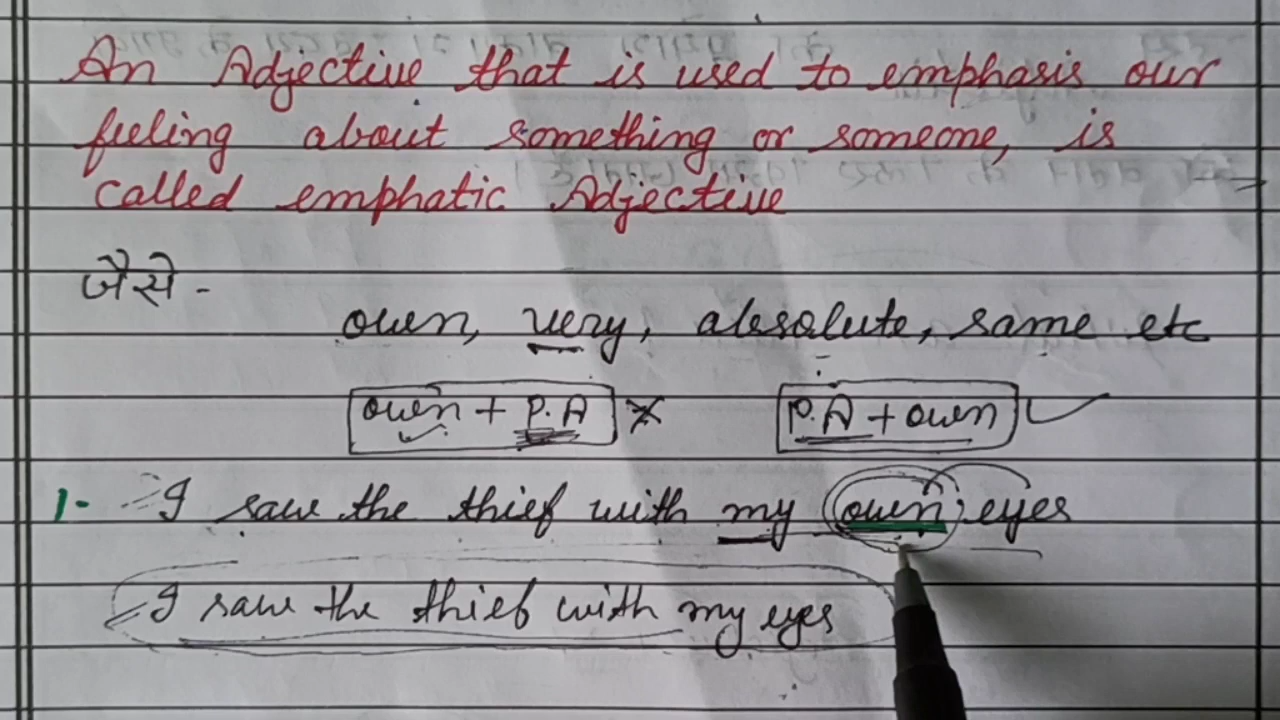 An Adjective that is used to emphasis our
feeling about something or someone, is
called emphatic Adjective
जैसे -
own, very, absolute, same etc
own + P.A × P.A + own ✓
1- I saw the thief with my own eyes
I saw the thief with my eyes